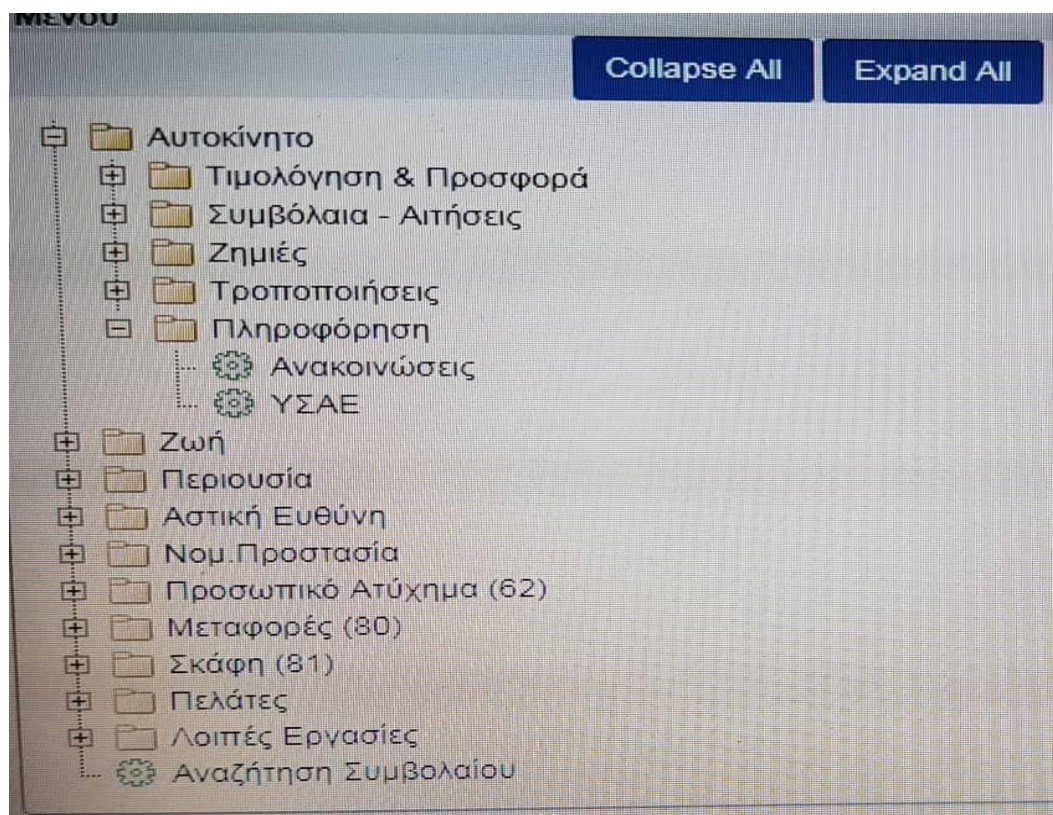 Μενού
Collapse All Expand All
Αυτοκίνητο
Τιμολόγηση & Προσφορά
Συμβόλαια - Αιτήσεις
Ζημιές
Τροποποιήσεις
Πληροφόρηση
Ανακοινώσεις
ΥΣΑΕ
Ζωή
Περιουσία
Αστική Ευθύνη
Νομ.Προστασία
Προσωπικό Ατύχημα (62)
Μεταφορές (80)
Σκάφη (81)
Πελάτες
Λοιπές Εργασίες
Αναζήτηση Συμβολαίου